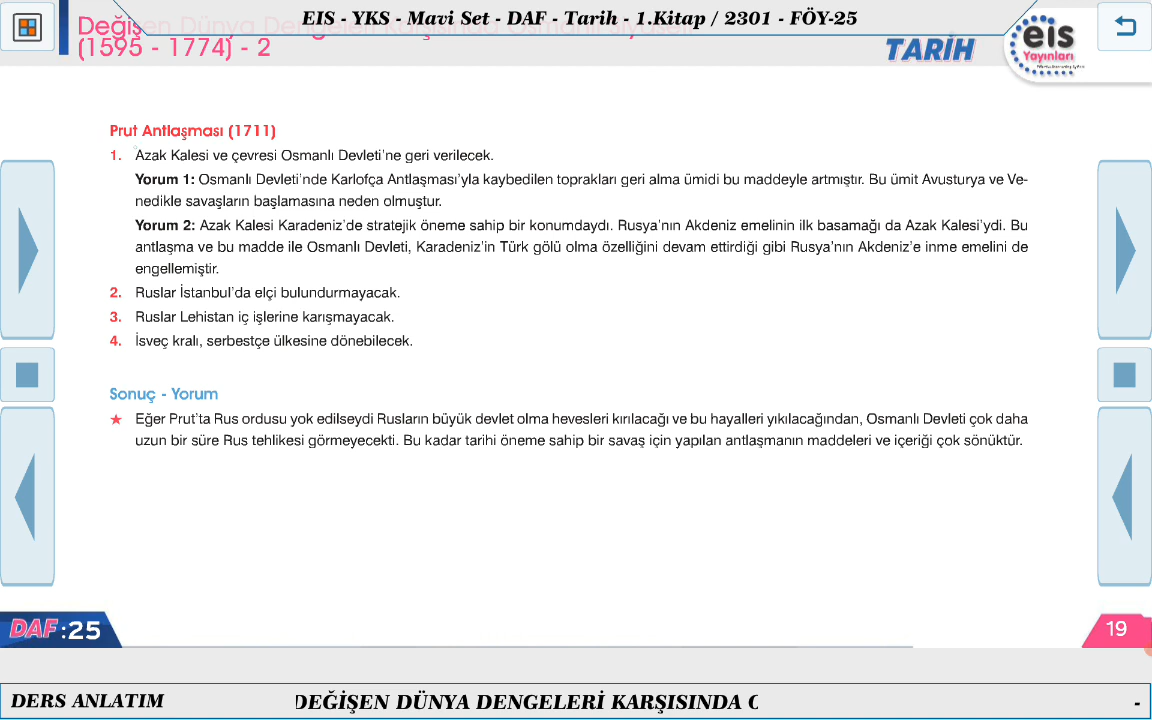 EIS - YKS - Mavi Set - DAF - Tarih - 1.Kitap / 2301 - FÖY-25
Değişen Dünya Dengeleri Karşısında Osmanlı Siyaseti
(1595 - 1774) - 2
TARİH
eis
Yayınları
Prut Antlaşması (1711)
1. Azak Kalesi ve çevresi Osmanlı Devleti'ne geri verilecek.
Yorum 1: Osmanlı Devleti'nde Karlofça Antlaşması'yla kaybedilen toprakları geri alma ümidi bu maddeyle artmıştır. Bu ümit Avusturya ve Ve-
nedikle savaşların başlamasına neden olmuştur.
Yorum 2: Azak Kalesi Karadeniz'de stratejik öneme sahip bir konumdaydı. Rusya'nın Akdeniz emelinin ilk basamağı da Azak Kalesi'ydi. Bu
antlaşma ve bu madde ile Osmanlı Devleti, Karadeniz'in Türk gölü olma özelliğini devam ettirdiği gibi Rusya'nın Akdeniz'e inme emelini de
engellemiştir.
2. Ruslar İstanbul'da elçi bulundurmayacak.
3. Ruslar Lehistan iç işlerine karışmayacak.
4. İsveç kralı, serbestçe ülkesine dönebilecek.
Sonuç - Yorum
★ Eğer Prut'ta Rus ordusu yok edilseydi Rusların büyük devlet olma hevesleri kırılacağı ve bu hayalleri yıkılacağından, Osmanlı Devleti çok daha
uzun bir süre Rus tehlikesi görmeyecekti. Bu kadar tarihi öneme sahip bir savaş için yapılan antlaşmanın maddeleri ve içeriği çok sönüktür.
DAF :25
19
DERS ANLATIM
DEĞİŞEN DÜNYA DENGELERİ KARŞISINDA O
-